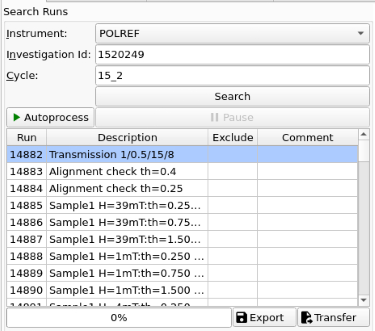 Search Runs
Instrument: POLREF
Investigation Id: 1520249
Cycle: 15_2
Search
Autoprocess Pause
Run Description Exclude Comment
14882 Transmission 1/0.5/15/8
14883 Alignment check th=0.4
14884 Alignment check th=0.25
14885 Sample1 H=39mT:th=0.25...
14886 Sample1 H=39mT:th=0.75...
14887 Sample1 H=39mT:th=1.50...
14888 Sample1 H=1mT:th=0.250 ...
14889 Sample1 H=1mT:th=0.750 ...
14890 Sample1 H=1mT:th=1.500 ...
0% Export Transfer